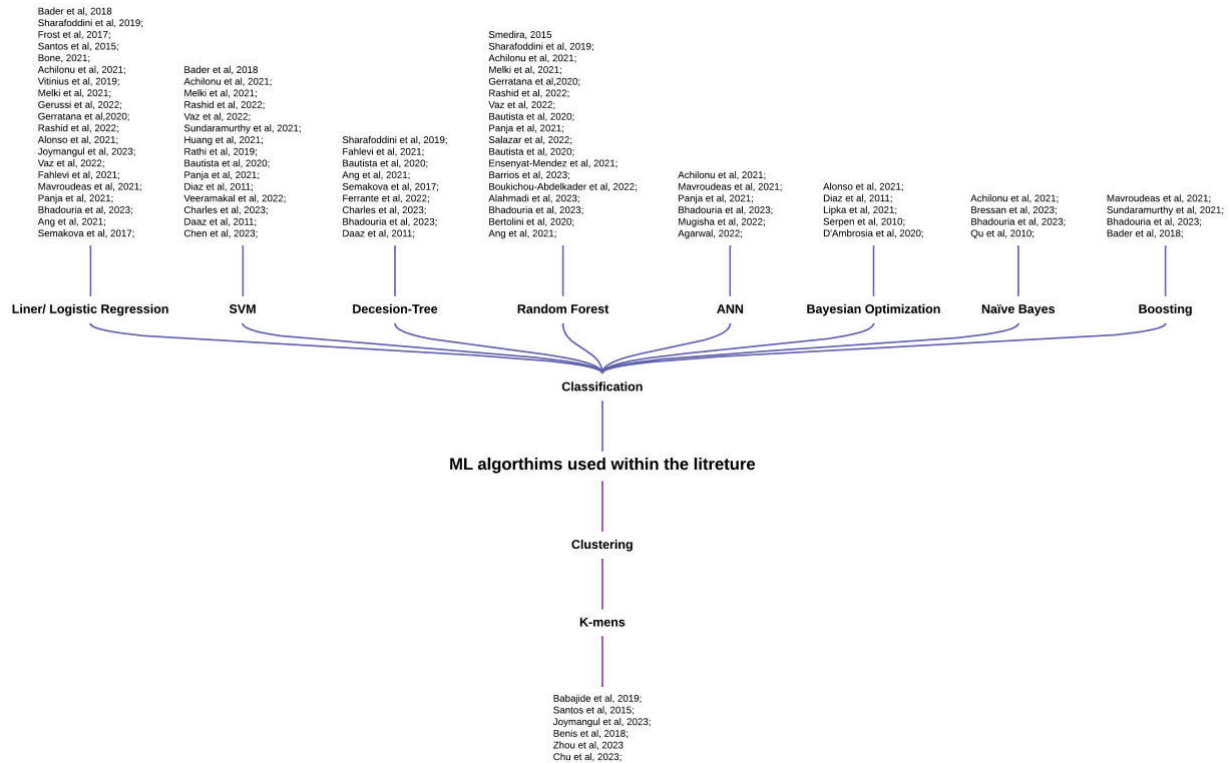 Bader et al, 2018
Sharafoddini et al, 2019;
Frost et al, 2017;
Santos et al, 2015;
Bone, 2021;
Achilonu et al, 2021;
Vitinius et al, 2019;
Melki et al, 2021;
Gerussi et al, 2022;
Gerratana et al,2020;
Rashid et al, 2022;
Alonso et al, 2021;
Joymangul et al, 2023;
Vaz et al, 2022;
Fahlevi et al, 2021;
Mavroudeas et al, 2021;
Panja et al, 2021;
Bhadouria et al, 2023;
Ang et al, 2021;
Semakova et al, 2017;
Bader et al, 2018
Achilonu et al, 2021;
Melki et al, 2021;
Rashid et al, 2022;
Vaz et al, 2022;
Sundaramurthy et al, 2021;
Huang et al, 2021;
Rathi et al, 2019;
Bautista et al, 2020;
Panja et al, 2021;
Diaz et al, 2011;
Veeramakal et al, 2022;
Charles et al, 2023;
Daaz et al, 2011;
Chen et al, 2023;
Sharafoddini et al, 2019;
Fahlevi et al, 2021;
Bautista et al, 2020;
Ang et al, 2021;
Semakova et al, 2017;
Ferrante et al, 2022;
Charles et al, 2023;
Bhadouria et al, 2023;
Daaz et al, 2011;
Smedira, 2015
Sharafoddini et al, 2019;
Achilonu et al, 2021;
Melki et al, 2021;
Gerratana et al,2020;
Rashid et al, 2022;
Vaz et al, 2022;
Bautista et al, 2020;
Panja et al, 2021;
Salazar et al, 2022;
Bautista et al, 2020;
Ensenyat-Mendez et al, 2021;
Barrios et al, 2023;
Boukichou-Abdelkader et al, 2022;
Alahmadi et al, 2023;
Bhadouria et al, 2023;
Bertolini et al, 2020;
Ang et al, 2021;
Achilonu et al, 2021;
Mavroudeas et al, 2021;
Panja et al, 2021;
Bhadouria et al, 2023;
Mugisha et al, 2022;
Agarwal, 2022;
Alonso et al, 2021;
Diaz et al, 2011;
Lipka et al, 2021;
Serpen et al, 2010;
D'Ambrosia et al, 2020;
Achilonu et al, 2021;
Bressan et al, 2023;
Bhadouria et al, 2023;
Qu et al, 2010;
Mavroudeas et al, 2021;
Sundaramurthy et al, 2021;
Bhadouria et al, 2023;
Bader et al, 2018;
Liner/ Logistic Regression
SVM
Decesion-Tree
Random Forest
ANN
Bayesian Optimization
Naïve Bayes
Boosting
Classification
ML algorthims used within the litreture
Clustering
K-mens
Babajide et al, 2019;
Santos et al, 2015;
Joymangul et al, 2023;
Benis et al, 2018;
Zhou et al, 2023
Chu et al, 2023;